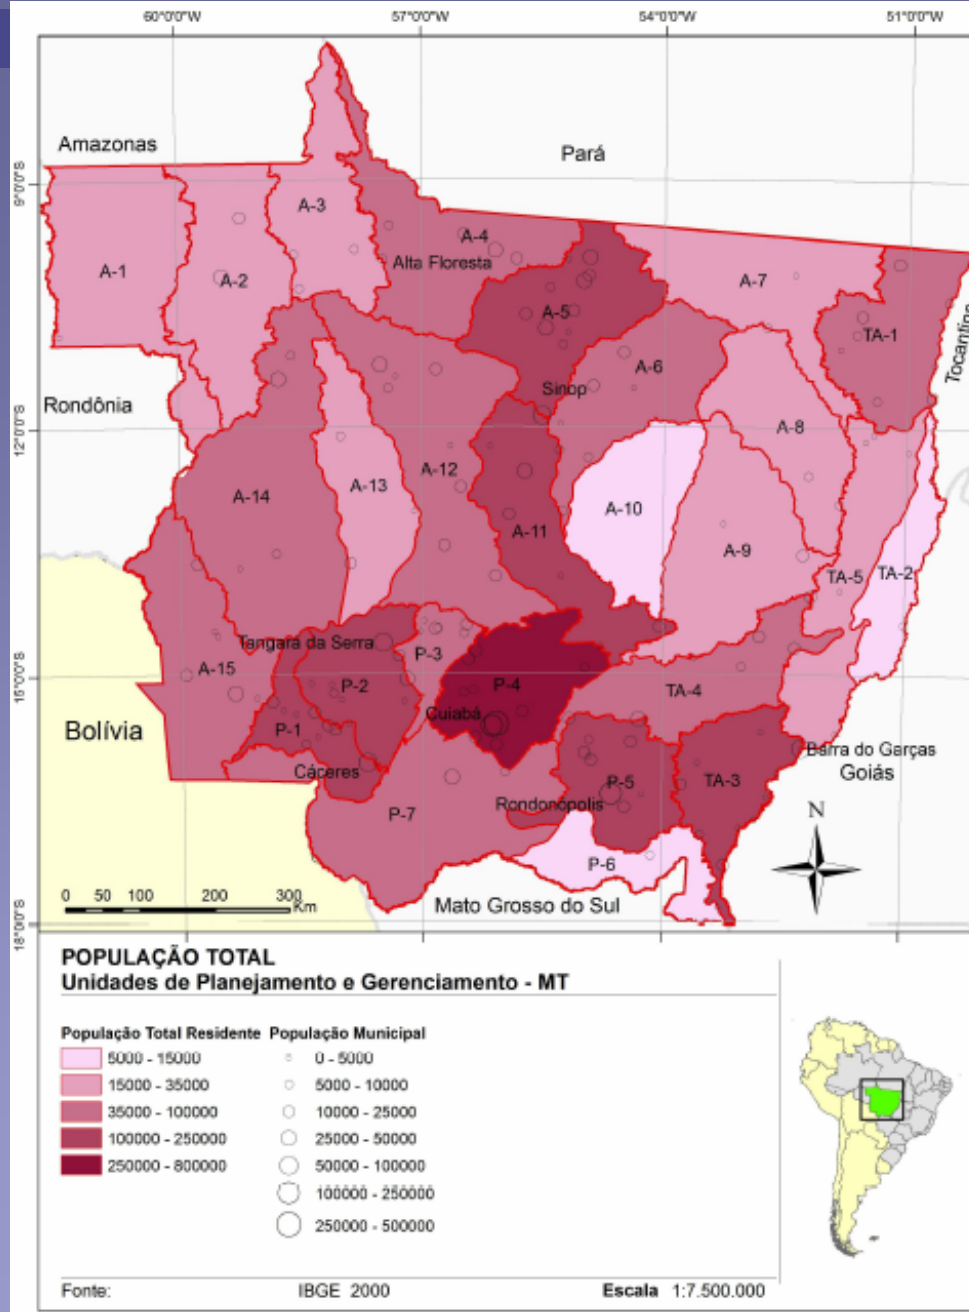 60°0'0"W 57°0'0"W 54°0'0"W 51°0'0"W
Amazonas
Pará
9°0'0"S
A-3
A-4
Alta Floresta
A-1
A-2
A-7
A-5
TA-1
Tocantins
A-6
Sinop
Rondônia
12°0'0"S
A-8
A-12
A-13
A-14
A-10
A-11
A-9
TA-5
TA-2
Tangara da Serra
P-3
A-15
15°0'0"S
P-2
P-4
TA-4
Cuiabá
P-1
Bolívia
Barra do Garças
Cáceres
Goiás
P-5
TA-3
Rondonópolis
P-7
N
P-6
0 50 100 200 300 Km
Mato Grosso do Sul
18°0'0"S
POPULAÇÃO TOTAL
Unidades de Planejamento e Gerenciamento - MT
População Total Residente População Municipal
5000 - 15000 0 - 5000
15000 - 35000 5000 - 10000
35000 - 100000 10000 - 25000
100000 - 250000 25000 - 50000
250000 - 800000 50000 - 100000
100000 - 250000
250000 - 500000
Fonte: IBGE 2000 Escala 1:7.500.000